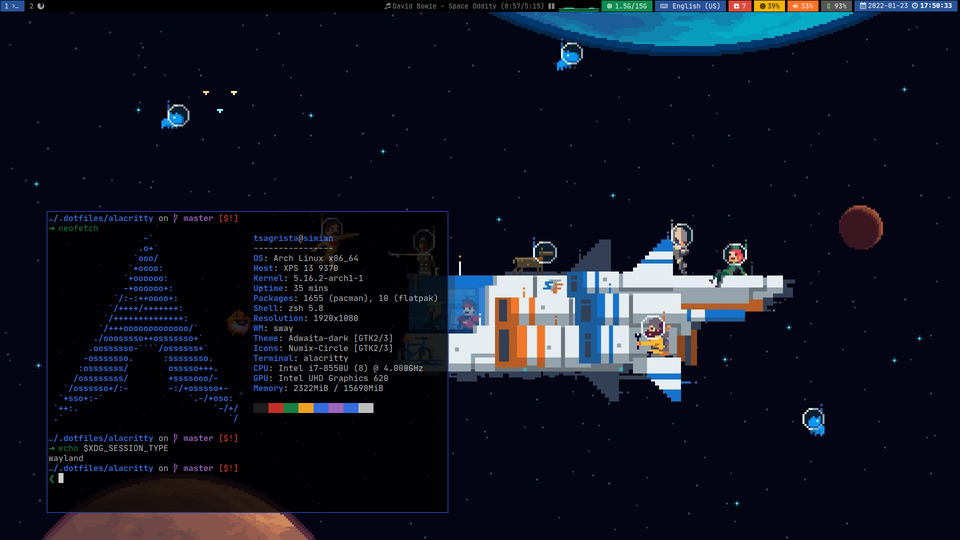 1 >_ 2
David Bowie - Space Oddity (0:57/5:15)
1.5G/15G English (US) 7 39% 33% 93% 2022-01-23 17:50:33
…/.dotfiles/alacritty on master [$!]
➜ neofetch
tsagrista@simian
----------------
OS: Arch Linux x86_64
Host: XPS 13 9370
Kernel: 5.16.2-arch1-1
Uptime: 35 mins
Packages: 1655 (pacman), 10 (flatpak)
Shell: zsh 5.8
Resolution: 1920x1080
WM: sway
Theme: Adwaita-dark [GTK2/3]
Icons: Numix-Circle [GTK2/3]
Terminal: alacritty
CPU: Intel i7-8550U (8) @ 4.000GHz
GPU: Intel UHD Graphics 620
Memory: 2322MiB / 15698MiB
…/.dotfiles/alacritty on master [$!]
➜ echo $XDG_SESSION_TYPE
wayland
…/.dotfiles/alacritty on master [$!]
❮